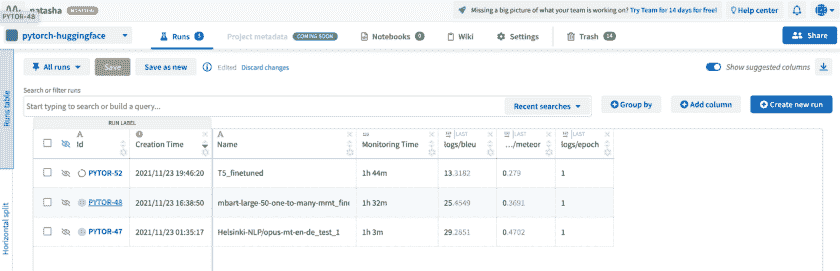 PYTOR-48
natasha
Missing a big picture of what your team is working on? Try Team for 14 days for free!
Help center
pytorch-huggingface
Runs 3
Project metadata COMING SOON
Notebooks 0
Wiki
Settings
Trash 14
Share
All runs
Save
Save as new
Edited Discard changes
Show suggested columns
Search or filter runs
Start typing to search or build a query...
Recent searches
Group by
Add column
Create new run
Runs table
Horizontal split
RUN LABEL
LAST
LAST
LAST
Id
Creation Time
Name
Monitoring Time
logs/bleu
.../meteor
logs/epoch
PYTOR-52 2021/11/23 19:46:20 T5_finetuned 1h 44m 13.3182 0.279 1
PYTOR-48 2021/11/23 16:38:50 mbart-large-50-one-to-many-mmt_fine 1h 32m 25.4549 0.3691 1
PYTOR-47 2021/11/23 01:35:17 Helsinki-NLP/opus-mt-en-de_test_1 1h 3m 29.2851 0.4702 1